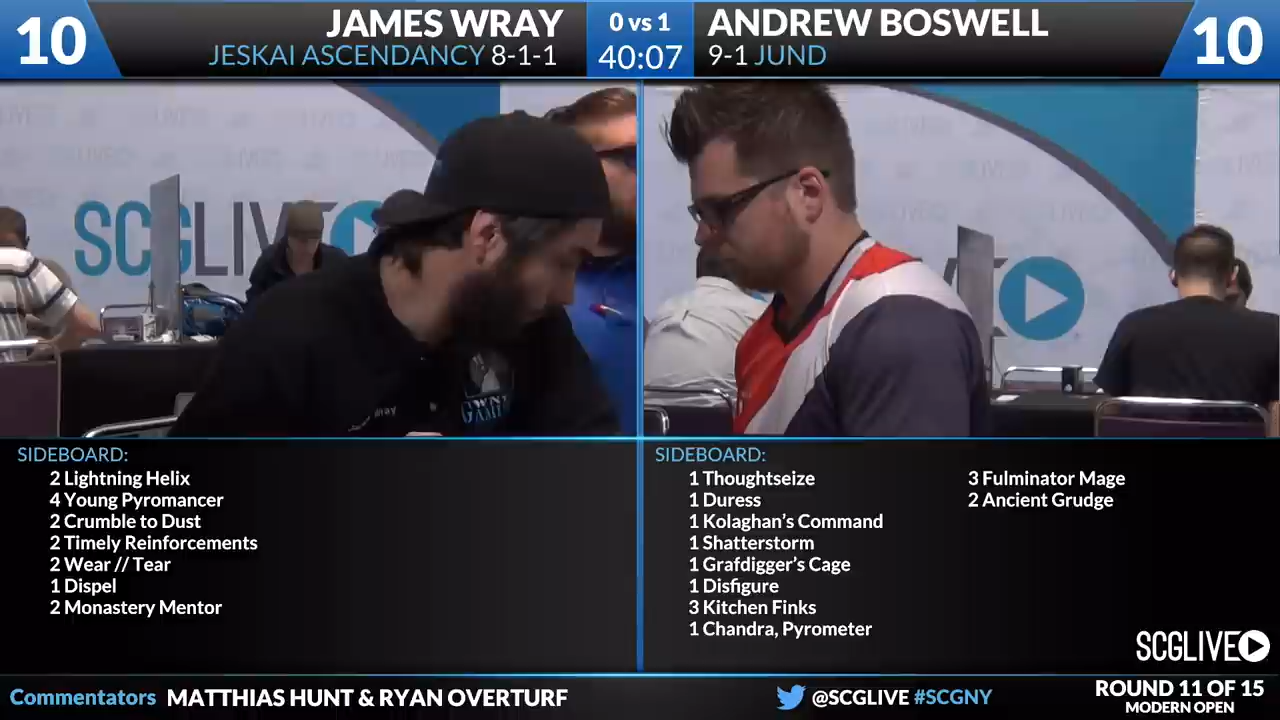 10
JAMES WRAY
JESKAI ASCENDANCY 8-1-1
0 vs 1
40:07
ANDREW BOSWELL
9-1 JUND
10
SCGLIVE
Wray
SIDEBOARD:
2 Lightning Helix
4 Young Pyromancer
2 Crumble to Dust
2 Timely Reinforcements
2 Wear // Tear
1 Dispel
2 Monastery Mentor
SIDEBOARD:
1 Thoughtseize
1 Duress
1 Kolaghan's Command
1 Shatterstorm
1 Grafdigger's Cage
1 Disfigure
3 Kitchen Finks
1 Chandra, Pyrometer
3 Fulminator Mage
2 Ancient Grudge
SCGLIVE
Commentators MATTHIAS HUNT & RYAN OVERTURF
@SCGLIVE #SCGNY
ROUND 11 OF 15
MODERN OPEN